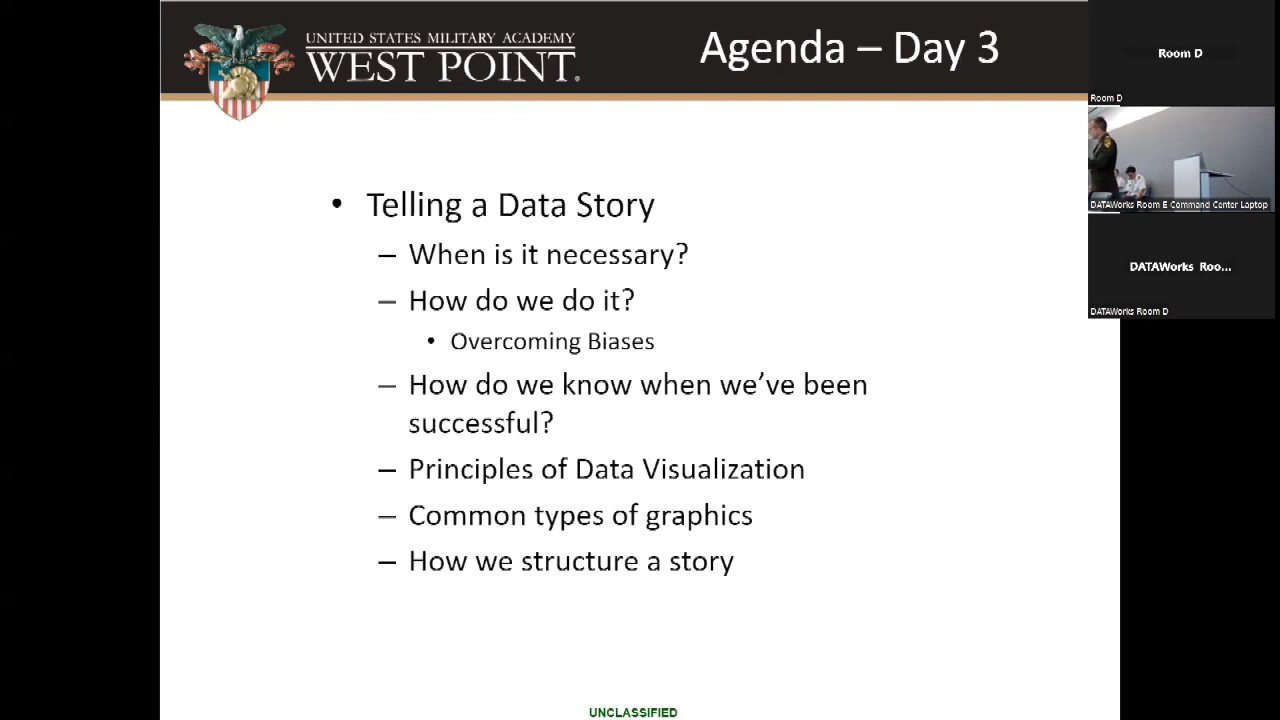 UNITED STATES MILITARY ACADEMY
WEST POINT.
Agenda – Day 3
• Telling a Data Story
– When is it necessary?
– How do we do it?
• Overcoming Biases
– How do we know when we’ve been
successful?
– Principles of Data Visualization
– Common types of graphics
– How we structure a story
UNCLASSIFIED
Room D
Room D
DATAWorks Room E Command Center Laptop
DATAWorks Roo...
DATAWorks Room D